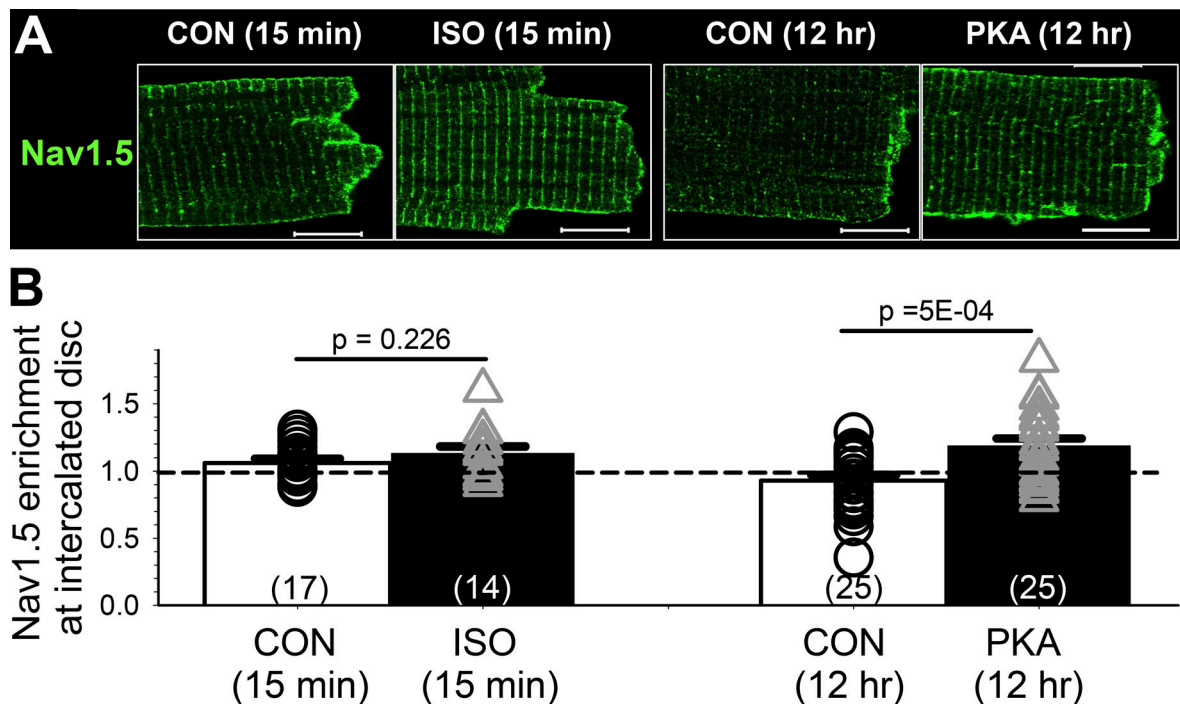 A
CON (15 min)
ISO (15 min)
CON (12 hr)
PKA (12 hr)
Nav1.5
B
Nav1.5 enrichment
at intercalated disc
p = 0.226
p =5E-04
1.5
1.0
0.5
0.0
(17)
(14)
(25)
(25)
CON
(15 min)
ISO
(15 min)
CON
(12 hr)
PKA
(12 hr)